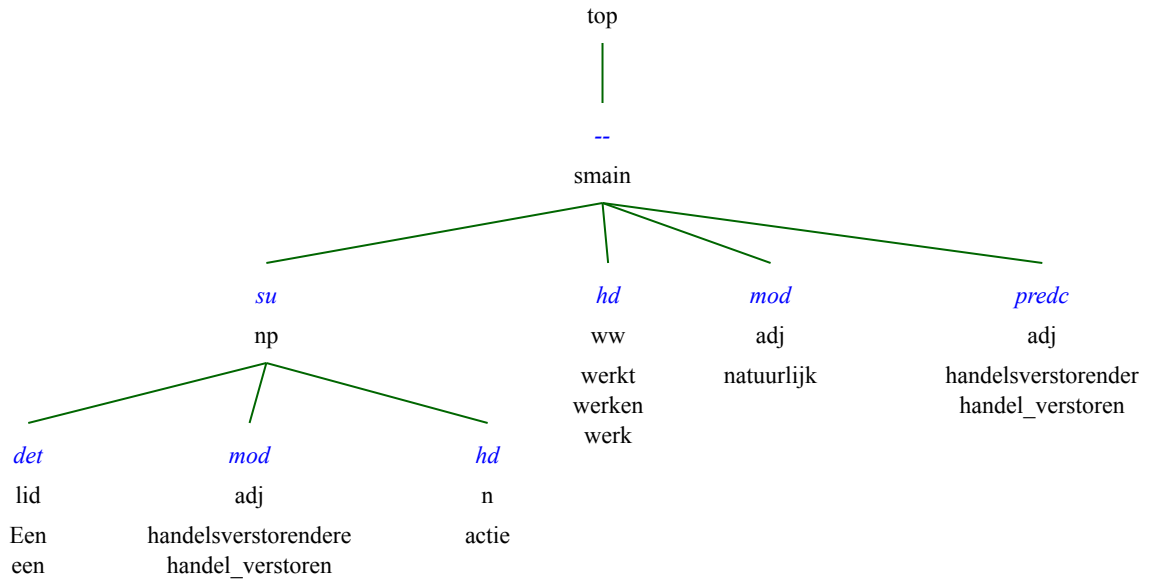 top
--
smain
su hd mod predc
np ww adj adj
werkt natuurlijk handelsverstorender
werken handel_verstoren
werk
det mod hd
lid adj n
Een handelsverstorendere actie
een handel_verstoren